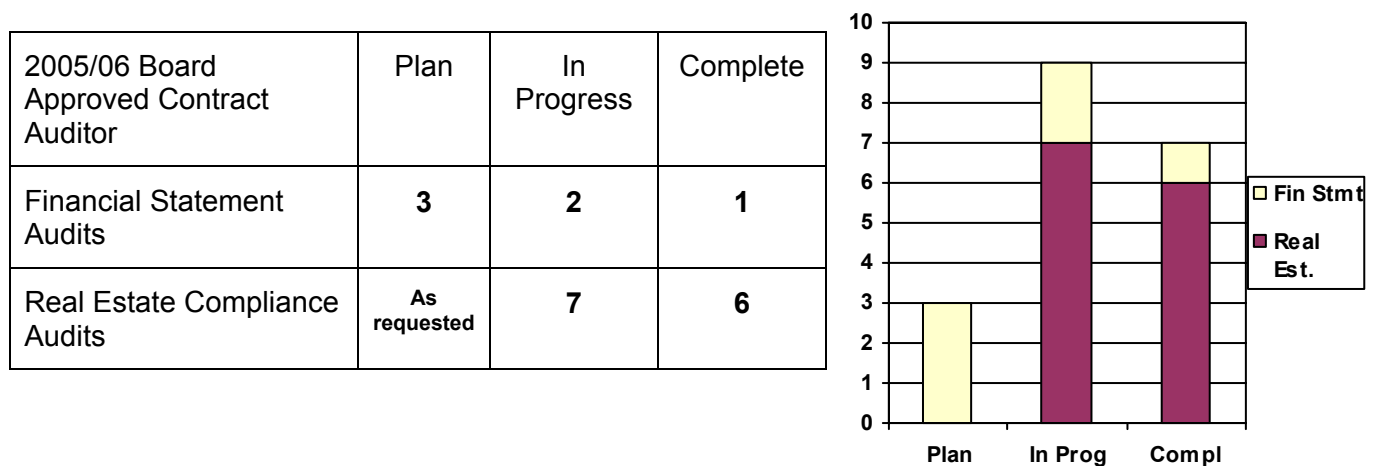 2005/06 Board
Approved Contract
Auditor
Plan
In
Progress
Complete
Financial Statement
Audits
3
2
1
Real Estate Compliance
Audits
As
requested
7
6
10
9
8
7
6
5
4
3
2
1
0
Plan
In Prog
Compl
Fin Stmt
Real
Est.